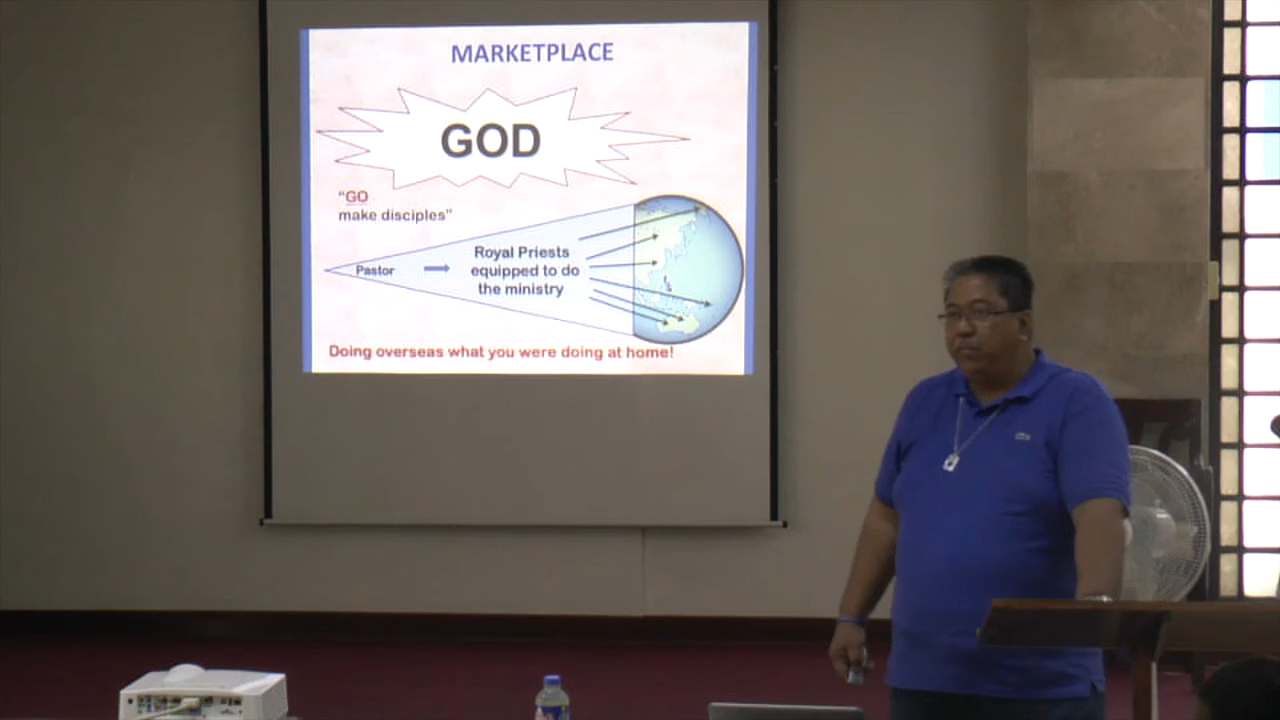 MARKETPLACE
GOD
"GO
make disciples"
Pastor
Royal Priests
equipped to do
the ministry
Doing overseas what you were doing at home!